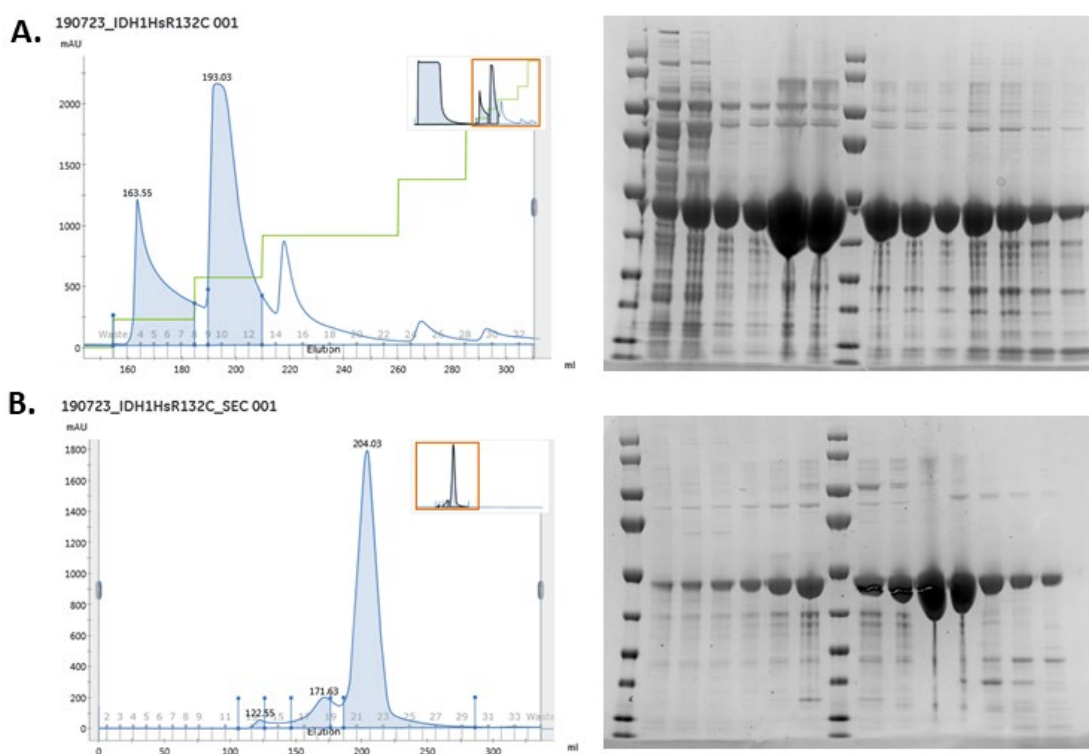 A.
190723_IDH1HsR132C 001
mAU
193.03
2000
163.55
1500
1000
500
0
Waste 4 5 6 7 8 9 10 12 14 16 18 20 22 24 26 28 30 32
Elution
160 180 200 220 240 260 280 300
ml
B.
190723_IDH1HsR132C_SEC 001
mAU
204.03
1800
1600
1400
1200
1000
800
600
400
200
171.63
122.55
0
2 3 4 5 6 7 8 9 11 15 17 19 21 23 25 27 29 31 33 Waste
Elution
0 50 100 150 200 250 300
ml